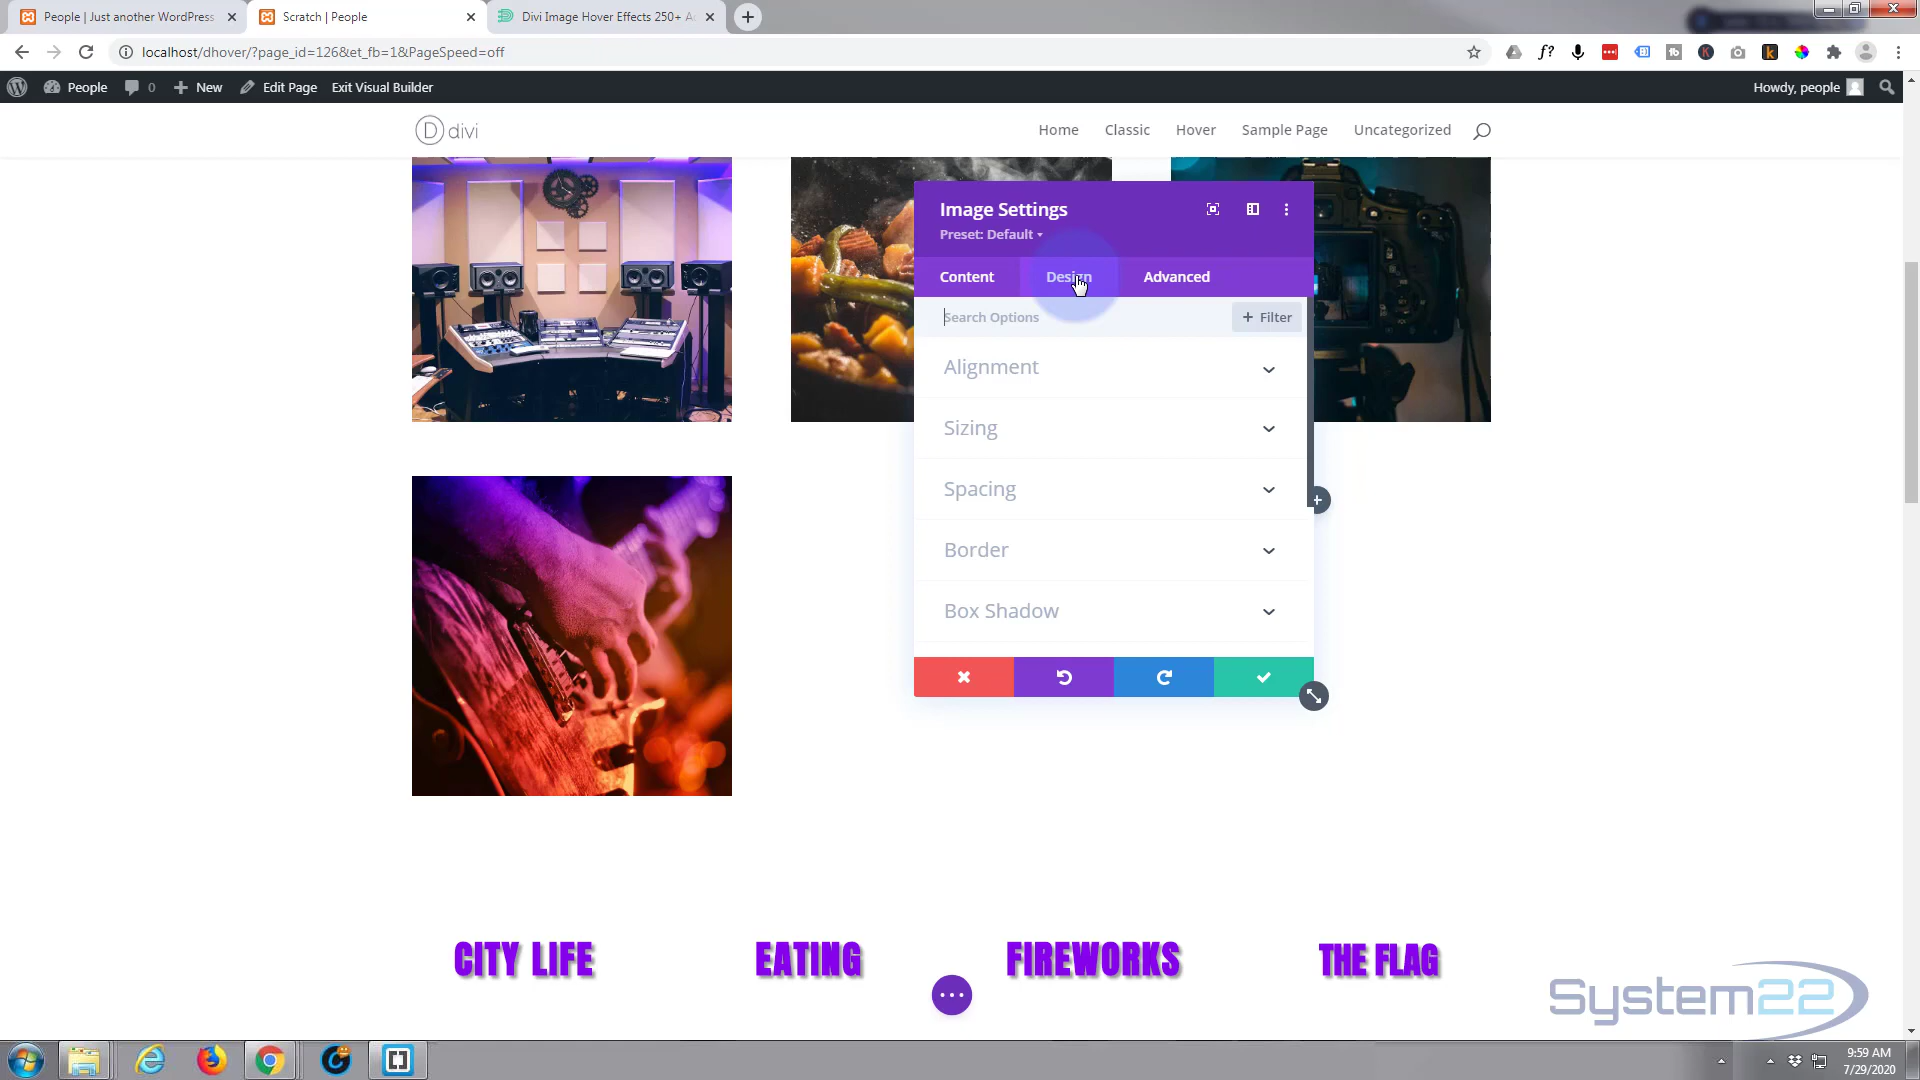 People | Just another WordPress
Scratch | People
Divi Image Hover Effects 250+ A
localhost/dhover/?page_id=126&et_fb=1&PageSpeed=off
f?
People
0
New
Edit Page
Exit Visual Builder
Howdy, people
D divi
Home
Classic
Hover
Sample Page
Uncategorized
Image Settings
Preset: Default
Content
Design
Advanced
Search Options
+ Filter
Alignment
Sizing
Spacing
Border
Box Shadow
CITY LIFE
EATING
FIREWORKS
THE FLAG
System22
9:59 AM
7/29/2020